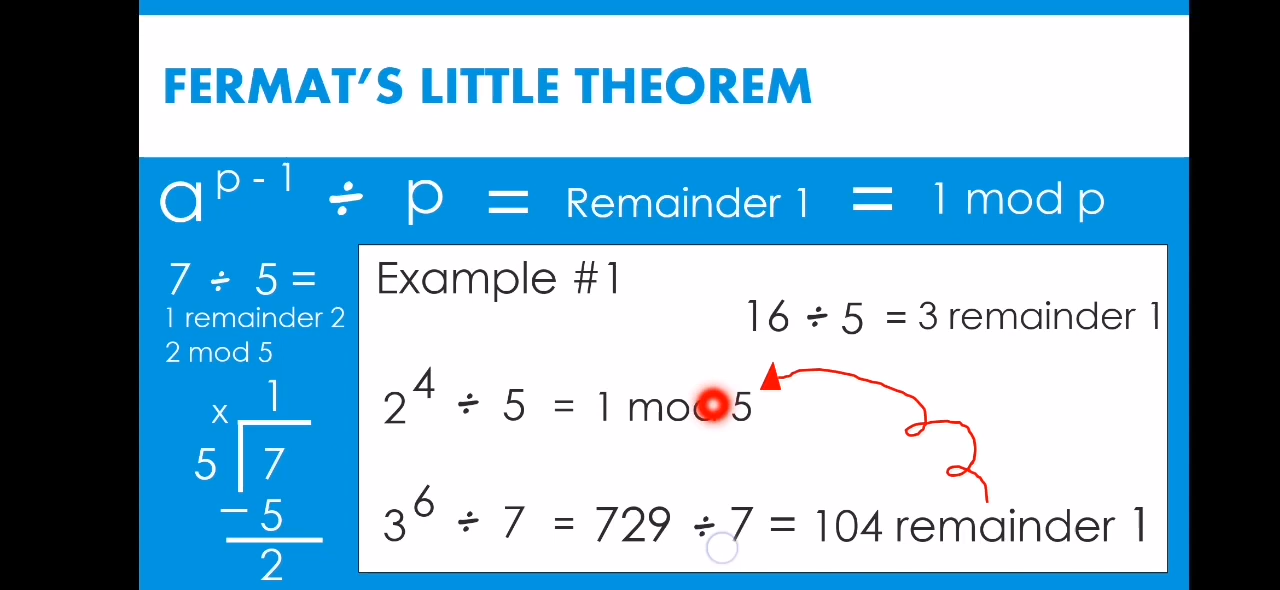 FERMAT'S LITTLE THEOREM
a^(p - 1) ÷ p = Remainder 1 = 1 mod p
7 ÷ 5 =
1 remainder 2
2 mod 5
x 1
5 7
– 5
2
Example #1
16 ÷ 5 = 3 remainder 1
2^4 ÷ 5 = 1 mod 5
3^6 ÷ 7 = 729 ÷ 7 = 104 remainder 1